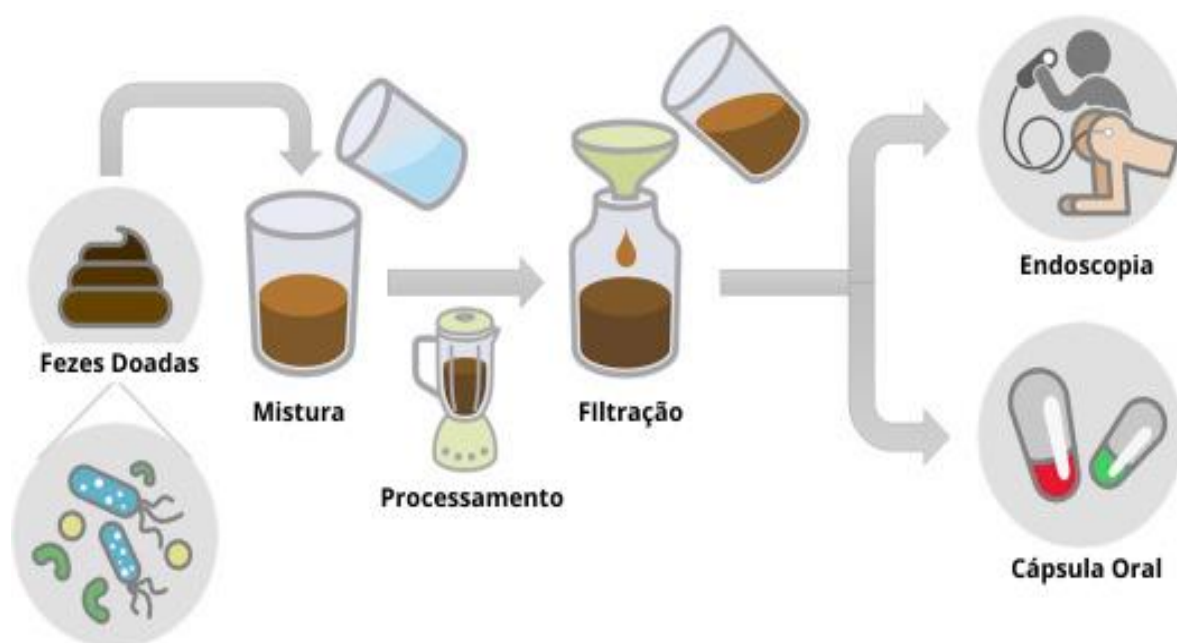 Fezes Doadas
Mistura
Processamento
FIltração
Endoscopia
Cápsula Oral